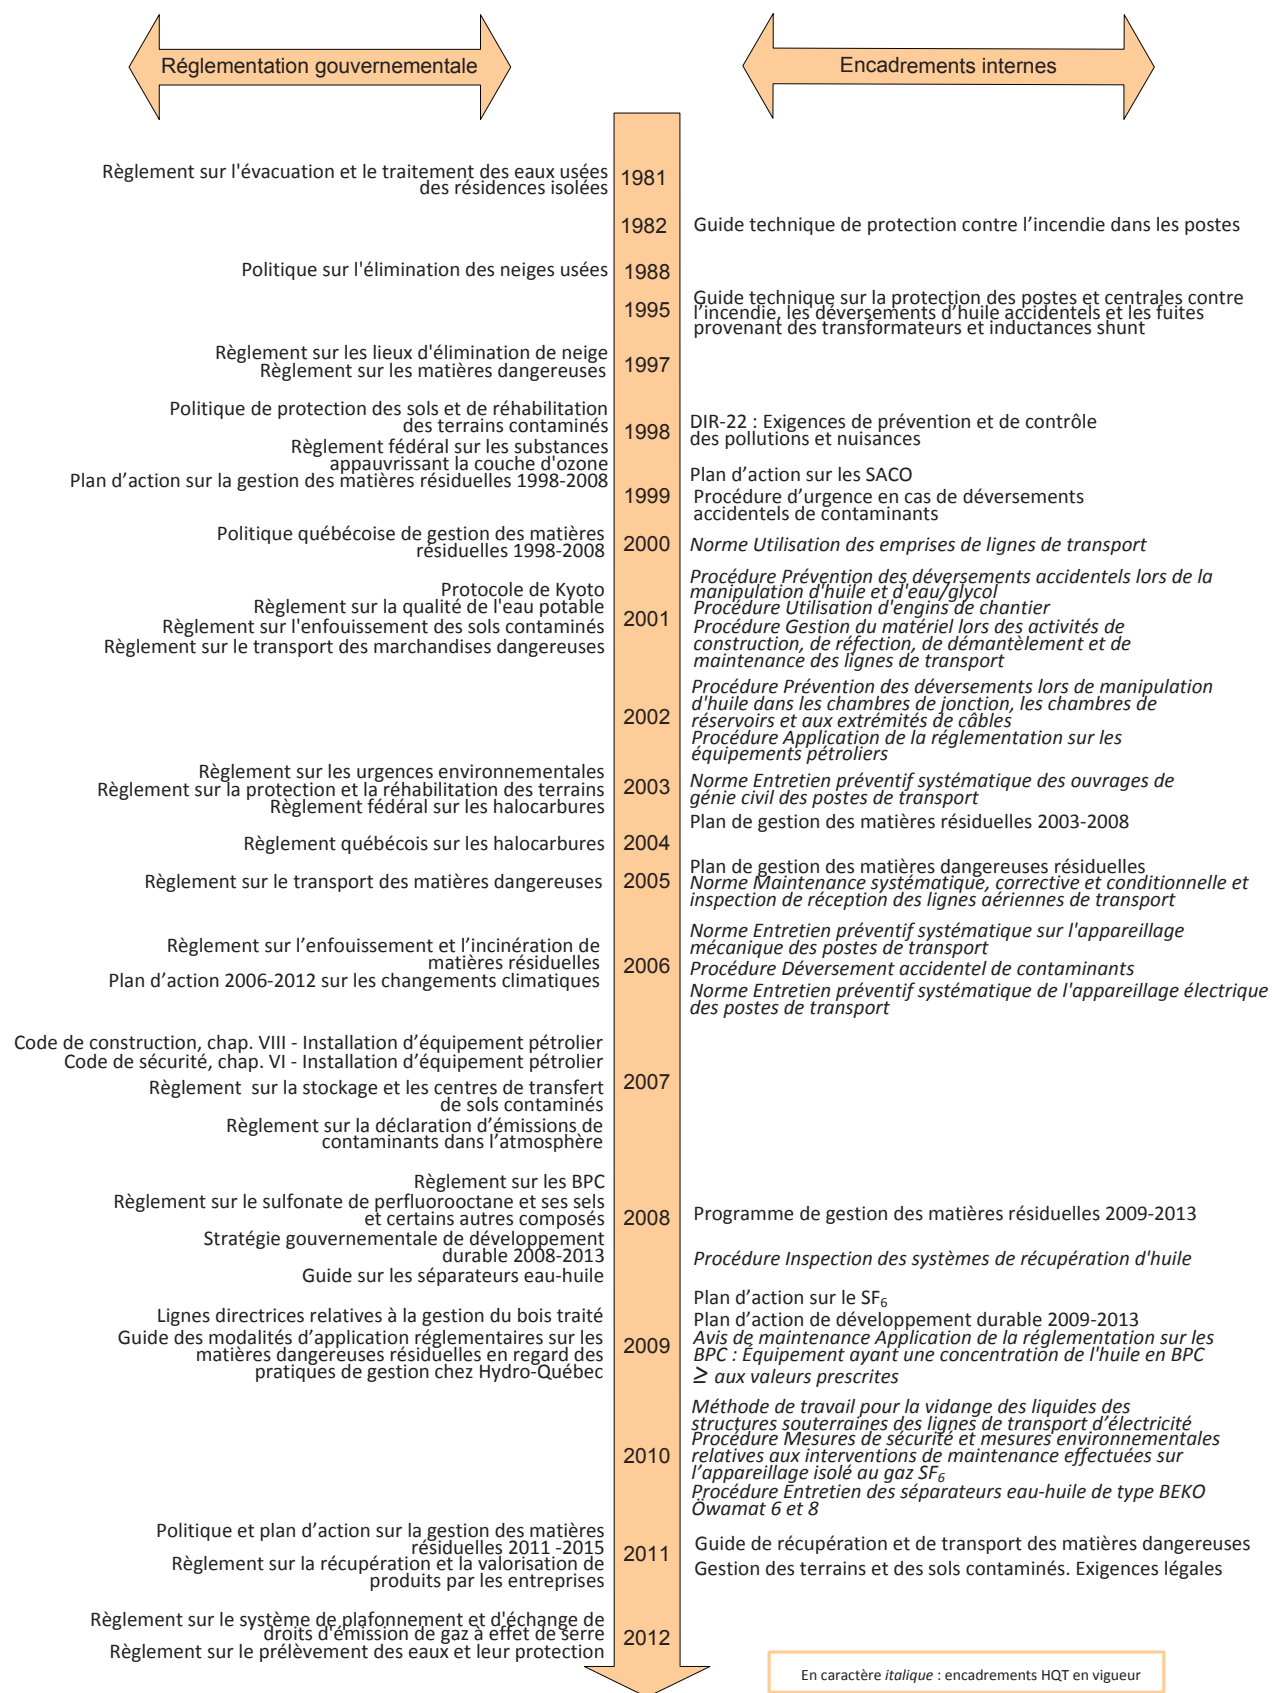 Réglementation gouvernementale
Encadrements internes
Règlement sur l'évacuation et le traitement des eaux usées
des résidences isolées
1981
1982
Guide technique de protection contre l’incendie dans les postes
Politique sur l'élimination des neiges usées
1988
1995
Guide technique sur la protection des postes et centrales contre
l’incendie, les déversements d’huile accidentels et les fuites
provenant des transformateurs et inductances shunt
Règlement sur les lieux d'élimination de neige
Règlement sur les matières dangereuses
1997
Politique de protection des sols et de réhabilitation
des terrains contaminés
Règlement fédéral sur les substances
appauvrissant la couche d'ozone
1998
DIR-22 : Exigences de prévention et de contrôle
des pollutions et nuisances
Plan d’action sur la gestion des matières résiduelles 1998-2008
1999
Plan d’action sur les SACO
Procédure d’urgence en cas de déversements
accidentels de contaminants
Politique québécoise de gestion des matières
résiduelles 1998-2008
2000
Norme Utilisation des emprises de lignes de transport
Protocole de Kyoto
Règlement sur la qualité de l'eau potable
Règlement sur l'enfouissement des sols contaminés
Règlement sur le transport des marchandises dangereuses
2001
Procédure Prévention des déversements accidentels lors de la
manipulation d'huile et d'eau/glycol
Procédure Utilisation d'engins de chantier
Procédure Gestion du matériel lors des activités de
construction, de réfection, de démantèlement et de
maintenance des lignes de transport
2002
Procédure Prévention des déversements lors de manipulation
d'huile dans les chambres de jonction, les chambres de
réservoirs et aux extrémités de câbles
Procédure Application de la réglementation sur les
équipements pétroliers
Règlement sur les urgences environnementales
Règlement sur la protection et la réhabilitation des terrains
Règlement fédéral sur les halocarbures
2003
Norme Entretien préventif systématique des ouvrages de
génie civil des postes de transport
Plan de gestion des matières résiduelles 2003-2008
Règlement québécois sur les halocarbures
2004
Règlement sur le transport des matières dangereuses
2005
Plan de gestion des matières dangereuses résiduelles
Norme Maintenance systématique, corrective et conditionnelle et
inspection de réception des lignes aériennes de transport
Règlement sur l’enfouissement et l’incinération de
matières résiduelles
Plan d’action 2006-2012 sur les changements climatiques
2006
Norme Entretien préventif systématique sur l'appareillage
mécanique des postes de transport
Procédure Déversement accidentel de contaminants
Norme Entretien préventif systématique de l'appareillage électrique
des postes de transport
Code de construction, chap. VIII - Installation d’équipement pétrolier
Code de sécurité, chap. VI - Installation d’équipement pétrolier
Règlement  sur la stockage et les centres de transfert
de sols contaminés
Règlement sur la déclaration d’émissions de
contaminants dans l’atmosphère
2007
Règlement sur les BPC
Règlement sur le sulfonate de perfluorooctane et ses sels
et certains autres composés
Stratégie gouvernementale de développement
durable 2008-2013
Guide sur les séparateurs eau-huile
2008
Programme de gestion des matières résiduelles 2009-2013
Procédure Inspection des systèmes de récupération d'huile
Lignes directrices relatives à la gestion du bois traité
Guide des modalités d’application réglementaires sur les
matières dangereuses résiduelles en regard des
pratiques de gestion chez Hydro-Québec
2009
Plan d’action sur le SF₆
Plan d’action de développement durable 2009-2013
Avis de maintenance Application de la réglementation sur les
BPC : Équipement ayant une concentration de l'huile en BPC
≥ aux valeurs prescrites
2010
Méthode de travail pour la vidange des liquides des
structures souterraines des lignes de transport d’électricité
Procédure Mesures de sécurité et mesures environnementales
relatives aux interventions de maintenance effectuées sur
l’appareillage isolé au gaz SF₆
Procédure Entretien des séparateurs eau-huile de type BEKO
Öwamat 6 et 8
Politique et plan d’action sur la gestion des matières
résiduelles 2011 -2015
Règlement sur la récupération et la valorisation de
produits par les entreprises
2011
Guide de récupération et de transport des matières dangereuses
Gestion des terrains et des sols contaminés. Exigences légales
Règlement sur le système de plafonnement et d'échange de
droits d'émission de gaz à effet de serre
Règlement sur le prélèvement des eaux et leur protection
2012
En caractère italique : encadrements HQT en vigueur